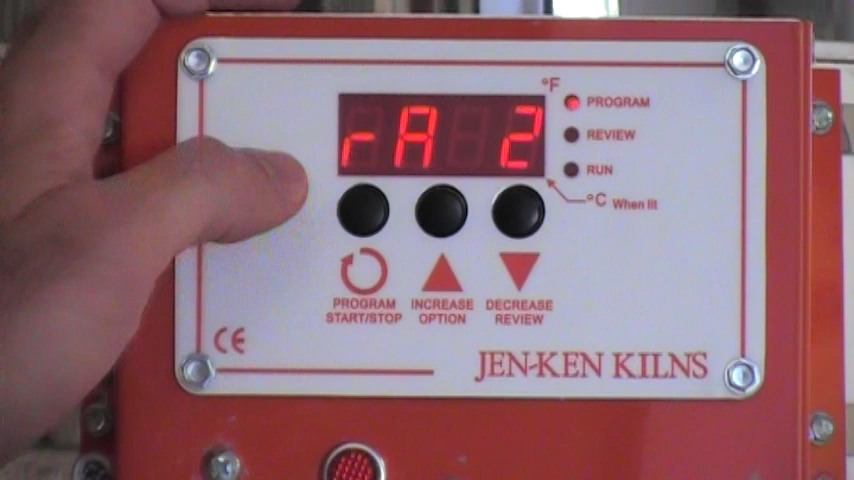 °F
rA 2
PROGRAM
REVIEW
RUN
°C When lit
PROGRAM
START/STOP
INCREASE
OPTION
DECREASE
REVIEW
CE
JEN-KEN KILNS